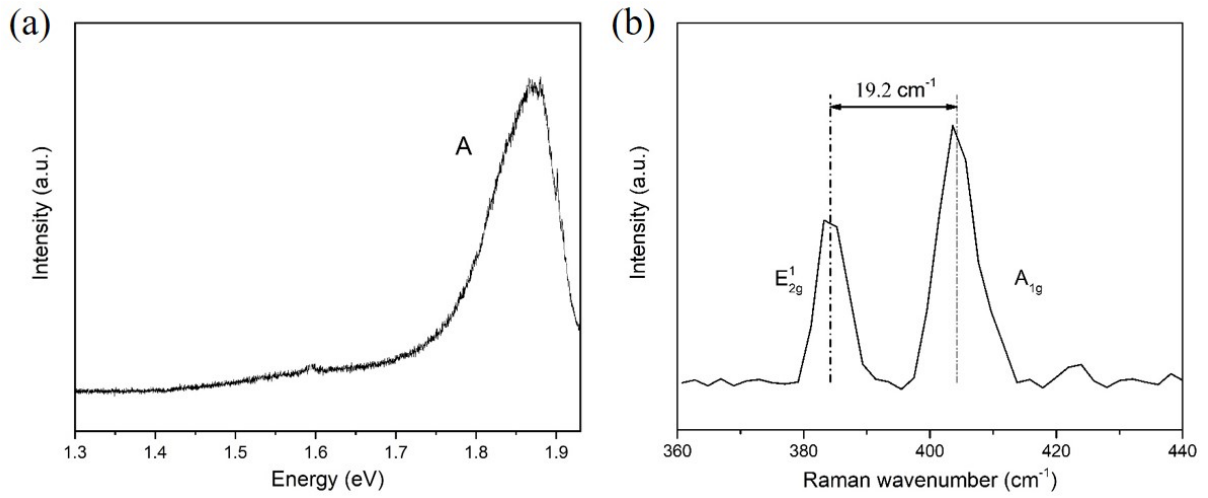 (a)
Intensity (a.u.)
A
1.3 1.4 1.5 1.6 1.7 1.8 1.9
Energy (eV)
(b)
Intensity (a.u.)
19.2 cm⁻¹
E¹₂g
A₁g
360 380 400 420 440
Raman wavenumber (cm⁻¹)